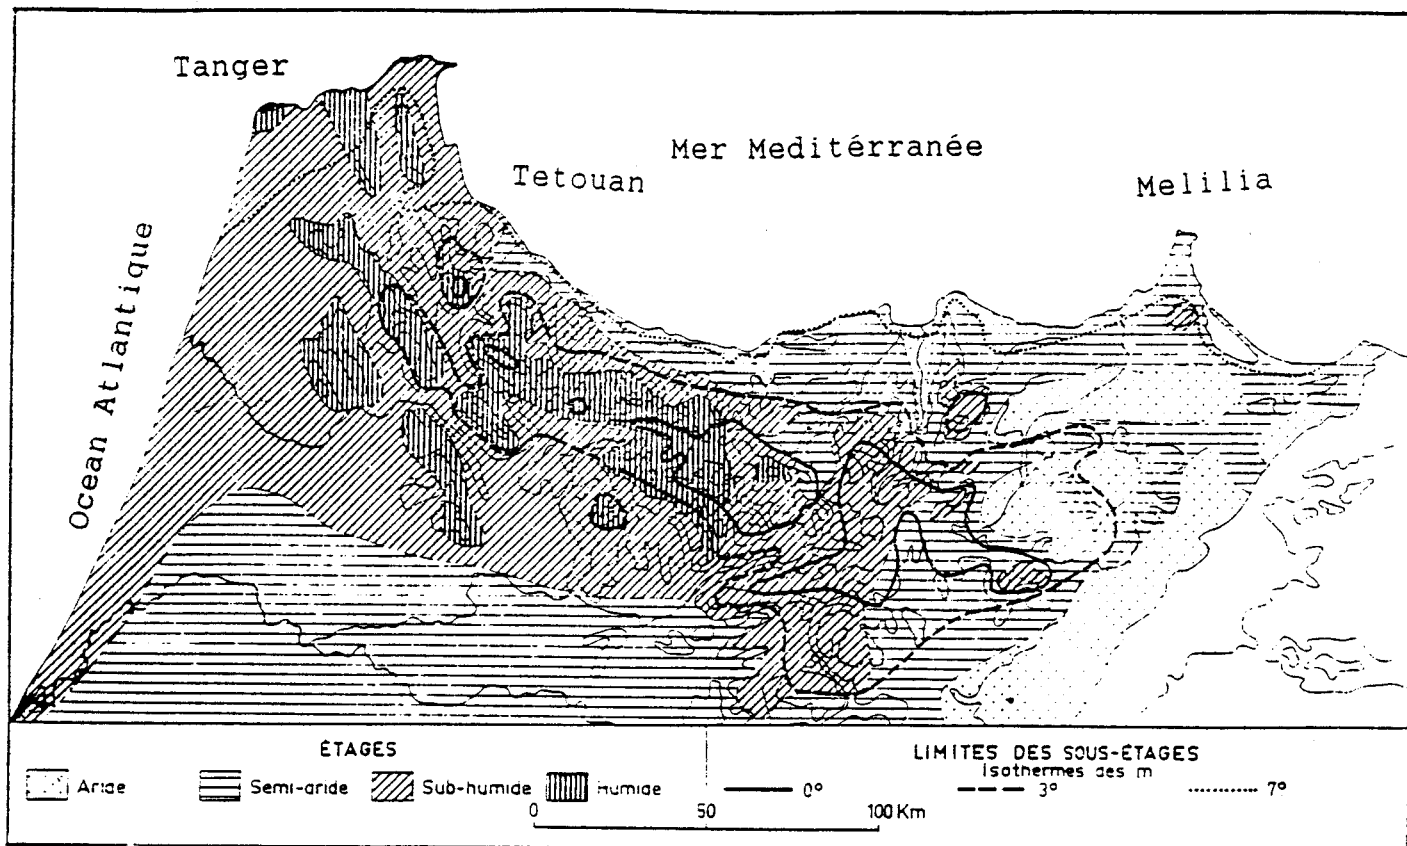 Tanger
Mer Meditérranée
Tetouan
Melilia
Ocean Atlantique
ÉTAGES
LIMITES DES SOUS-ÉTAGES
Isothermes des m
Aride
Semi-aride
Sub-humide
Humide
0°
3°
7°
0
50
100 Km